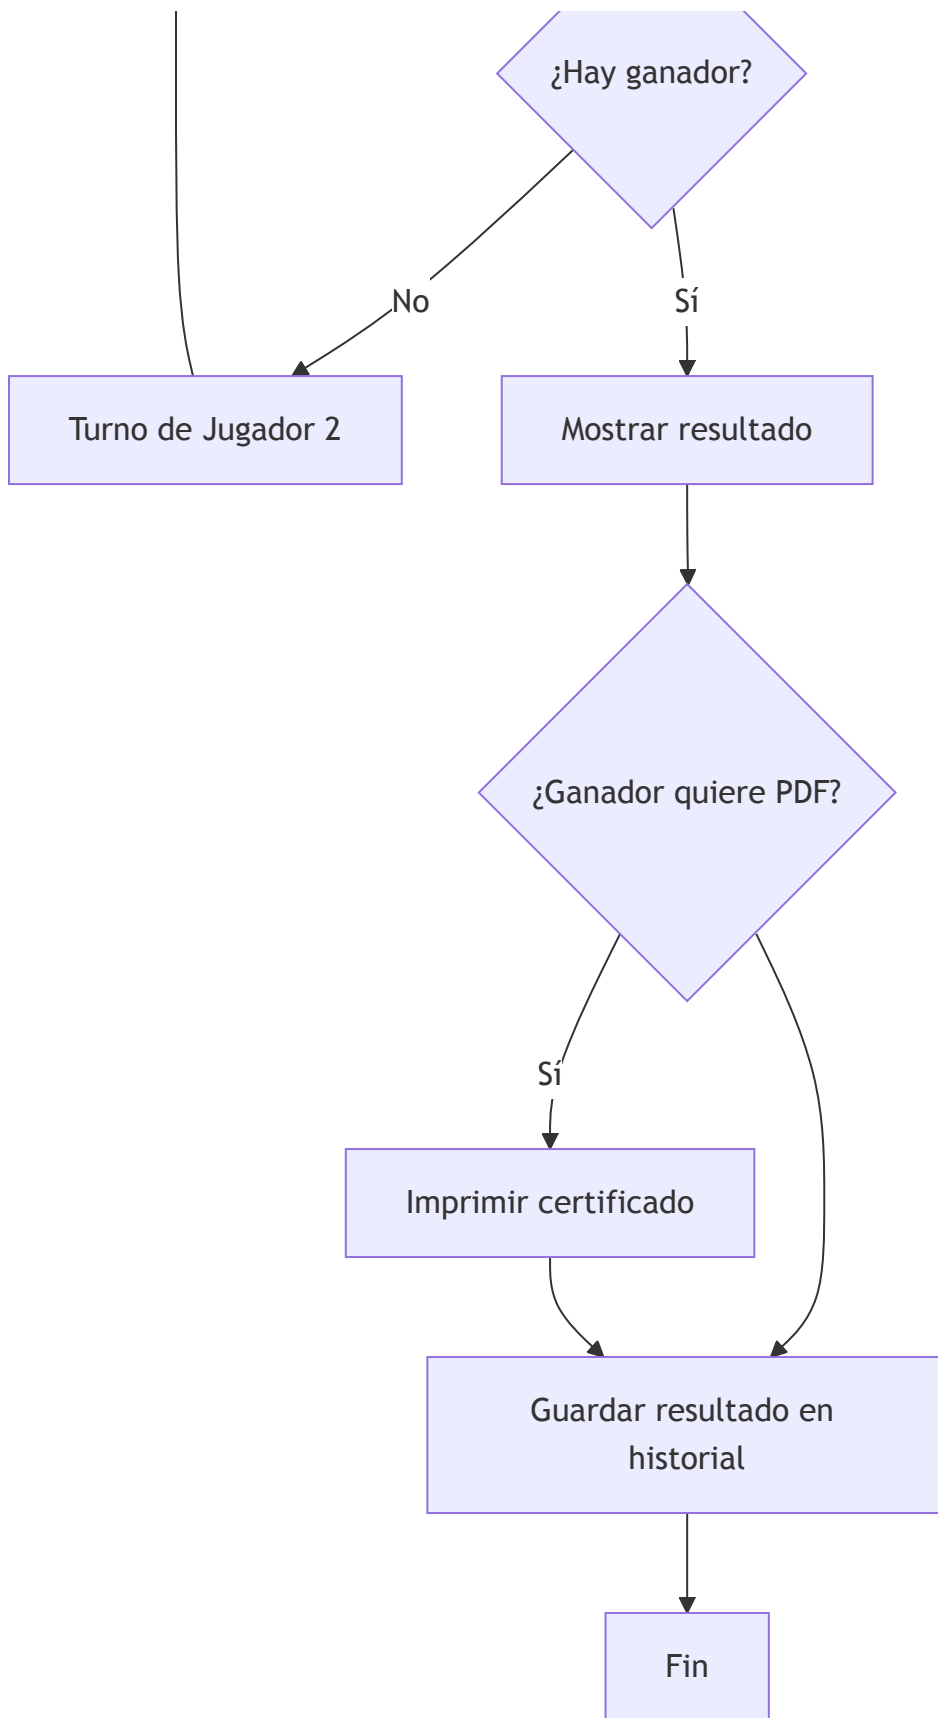 ¿Hay ganador?
No
Sí
Turno de Jugador 2
Mostrar resultado
¿Ganador quiere PDF?
Sí
Imprimir certificado
Guardar resultado en
historial
Fin